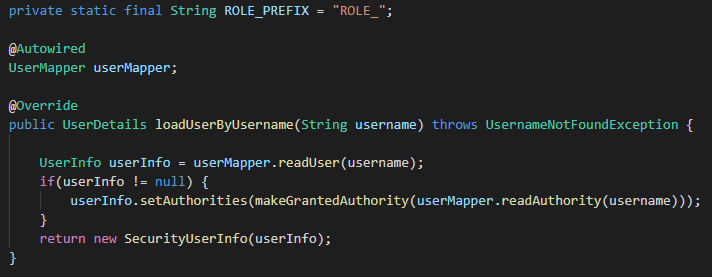 private static final String ROLE_PREFIX = "ROLE_";
@Autowired
UserMapper userMapper;
@Override
public UserDetails loadUserByUsername(String username) throws UsernameNotFoundException {
UserInfo userInfo = userMapper.readUser(username);
if(userInfo != null) {
userInfo.setAuthorities(makeGrantedAuthority(userMapper.readAuthority(username)));
}
return new SecurityUserInfo(userInfo);
}